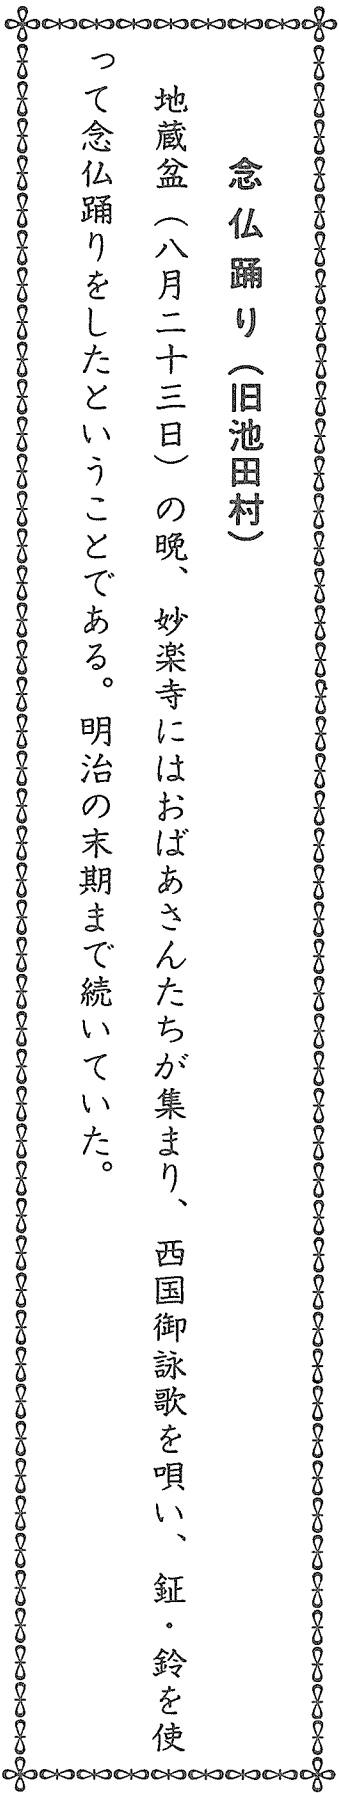 念仏踊り（旧池田村）
地蔵盆（八月二十三日）の晩、妙楽寺にはおばあさんたちが集まり、西国御詠歌を唄い、鉦・鈴を使
って念仏踊りをしたということである。明治の末期まで続いていた。